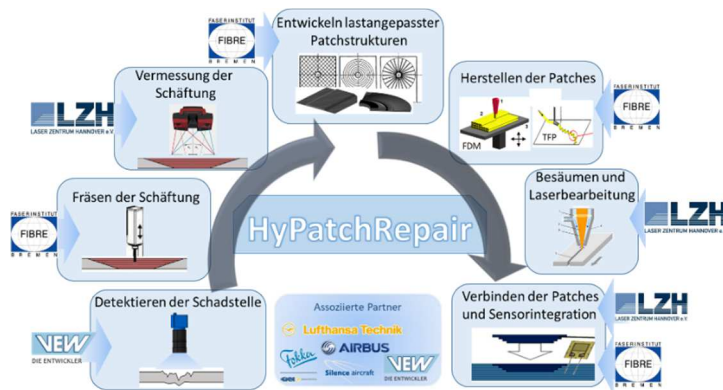 FASERINSTITUT
FIBRE
BREMEN
Entwickeln lastangepasster
Patchstrukturen
Vermessung der
Schäftung
LZH
LASER ZENTRUM HANNOVER e.V.
Herstellen der Patches
FDM
TFP
FASERINSTITUT
FIBRE
BREMEN
Fräsen der Schäftung
FASERINSTITUT
FIBRE
BREMEN
HyPatchRepair
Besäumen und
Laserbearbeitung
LZH
LASER ZENTRUM HANNOVER e.
Detektieren der Schadstelle
VEW
DIE ENTWICKLER
Assoziierte Partner
Lufthansa Technik
AIRBUS
Silence aircraft
VEW
DIE ENTWICKLER
Verbinden der Patches
und Sensorintegration
LZH
LASER ZENTRUM HANNOVER e.V.
FASERINSTITUT
FIBRE
BREMEN